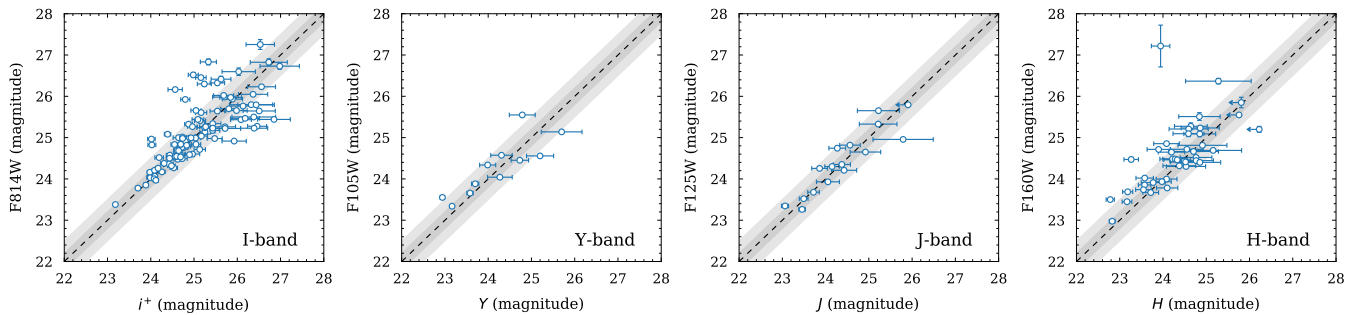 28
27
26
25
24
23
22
F814W (magnitude)
I-band
22 23 24 25 26 27 28
i⁺ (magnitude)
28
27
26
25
24
23
22
F105W (magnitude)
Y-band
22 23 24 25 26 27 28
Y (magnitude)
28
27
26
25
24
23
22
F125W (magnitude)
J-band
22 23 24 25 26 27 28
J (magnitude)
28
27
26
25
24
23
22
F160W (magnitude)
H-band
22 23 24 25 26 27 28
H (magnitude)